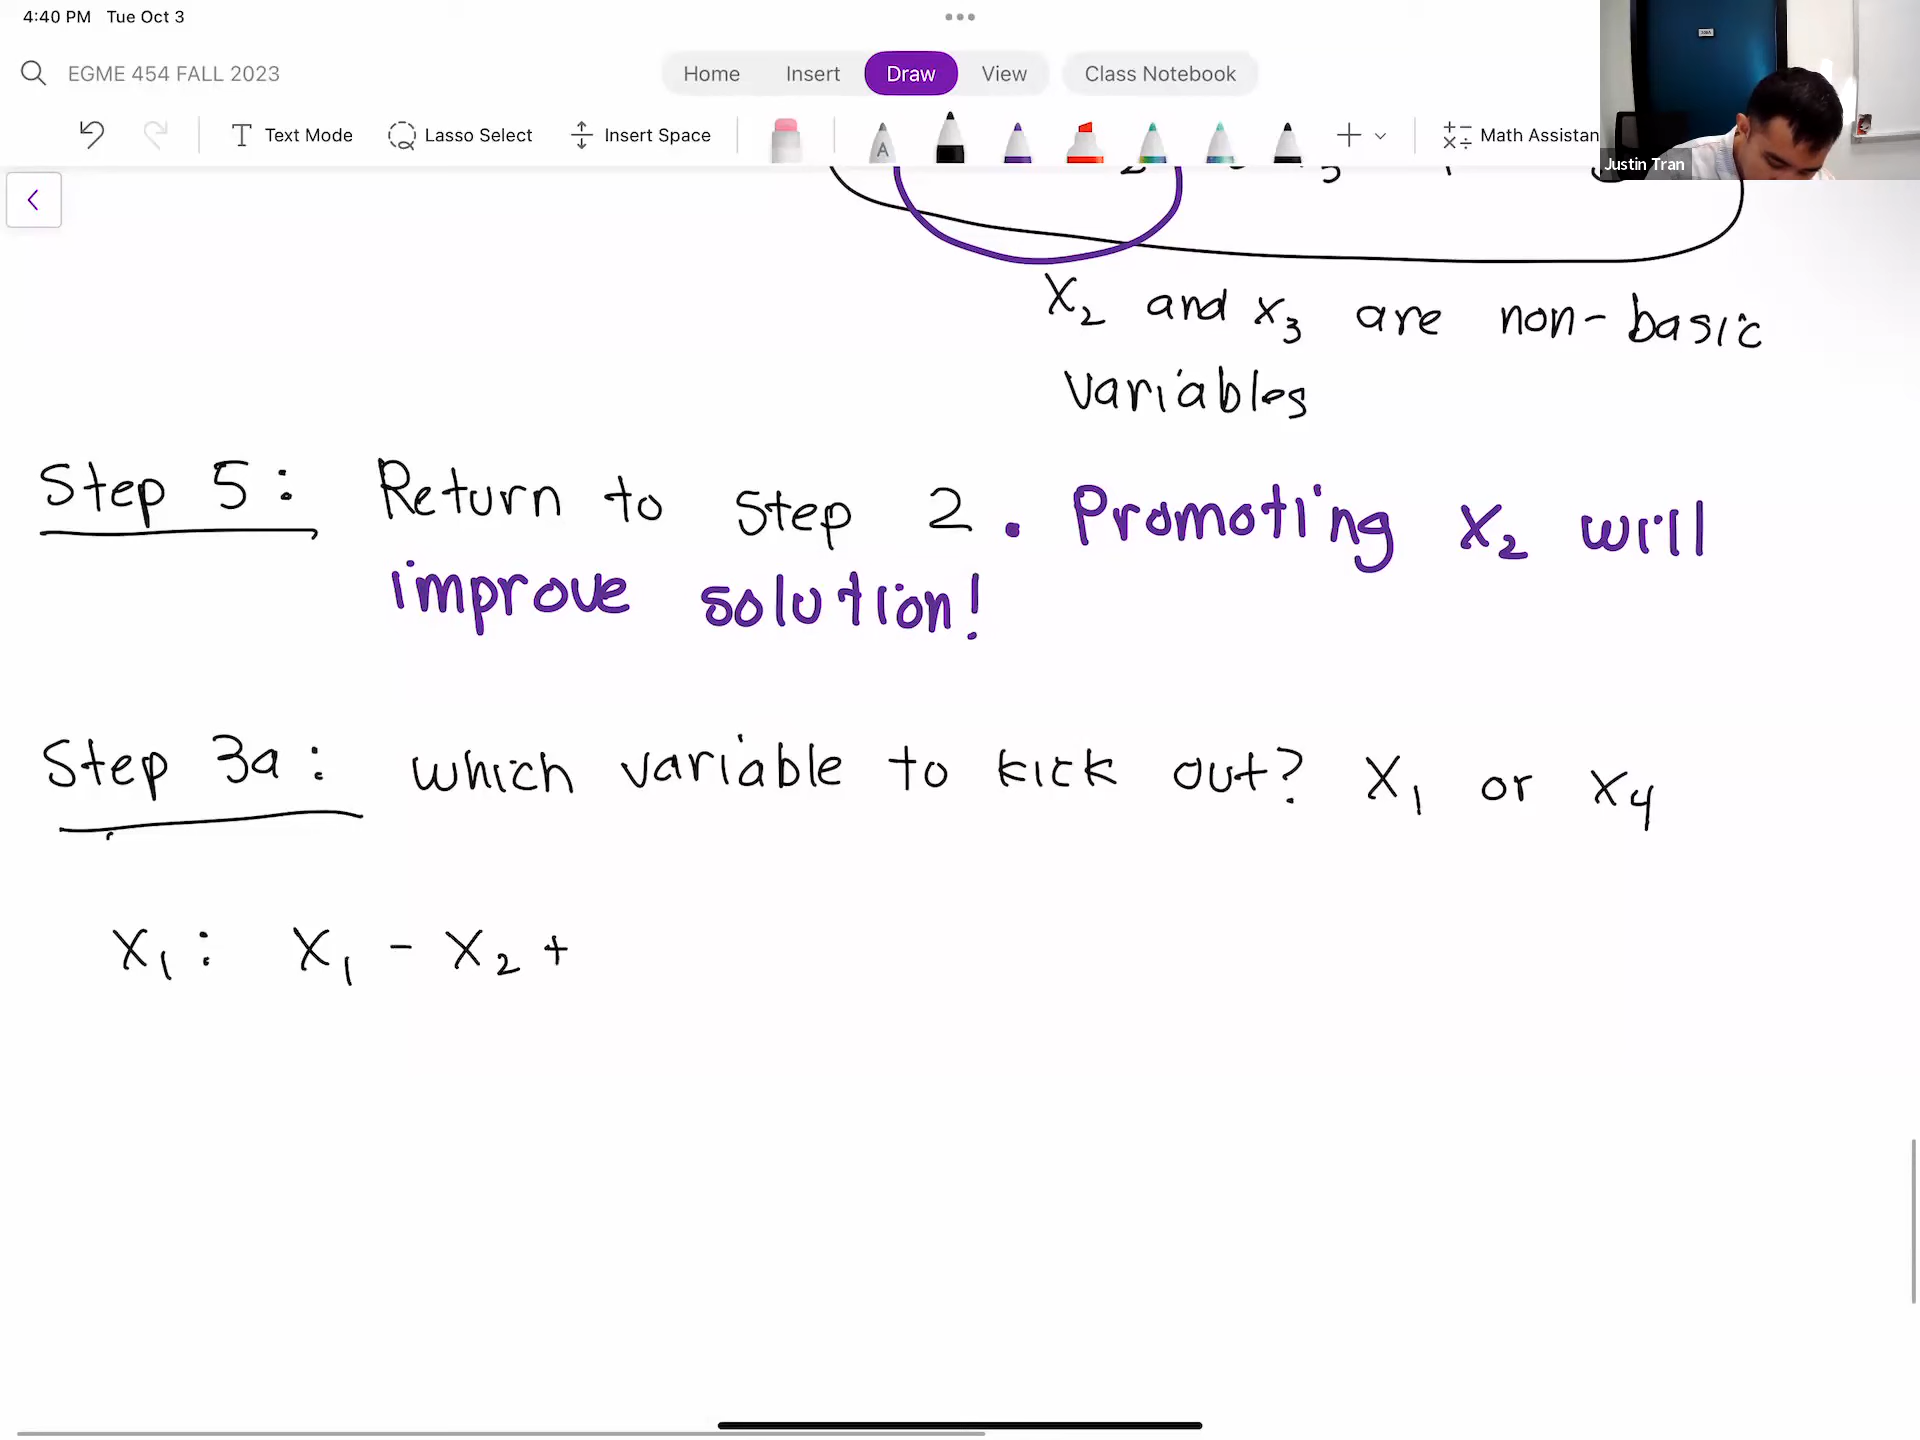 4:40 PM Tue Oct 3
EGME 454 FALL 2023
Home Insert Draw View Class Notebook
Text Mode Lasso Select Insert Space A Math Assistan
Justin Tran
X₂ and x₃ are non-basic
variables
Step 5: Return to Step 2. Promoting X₂ will
improve solution!
Step 3a: which variable to kick out? X₁ or X₄
X₁: X₁ - X₂ +